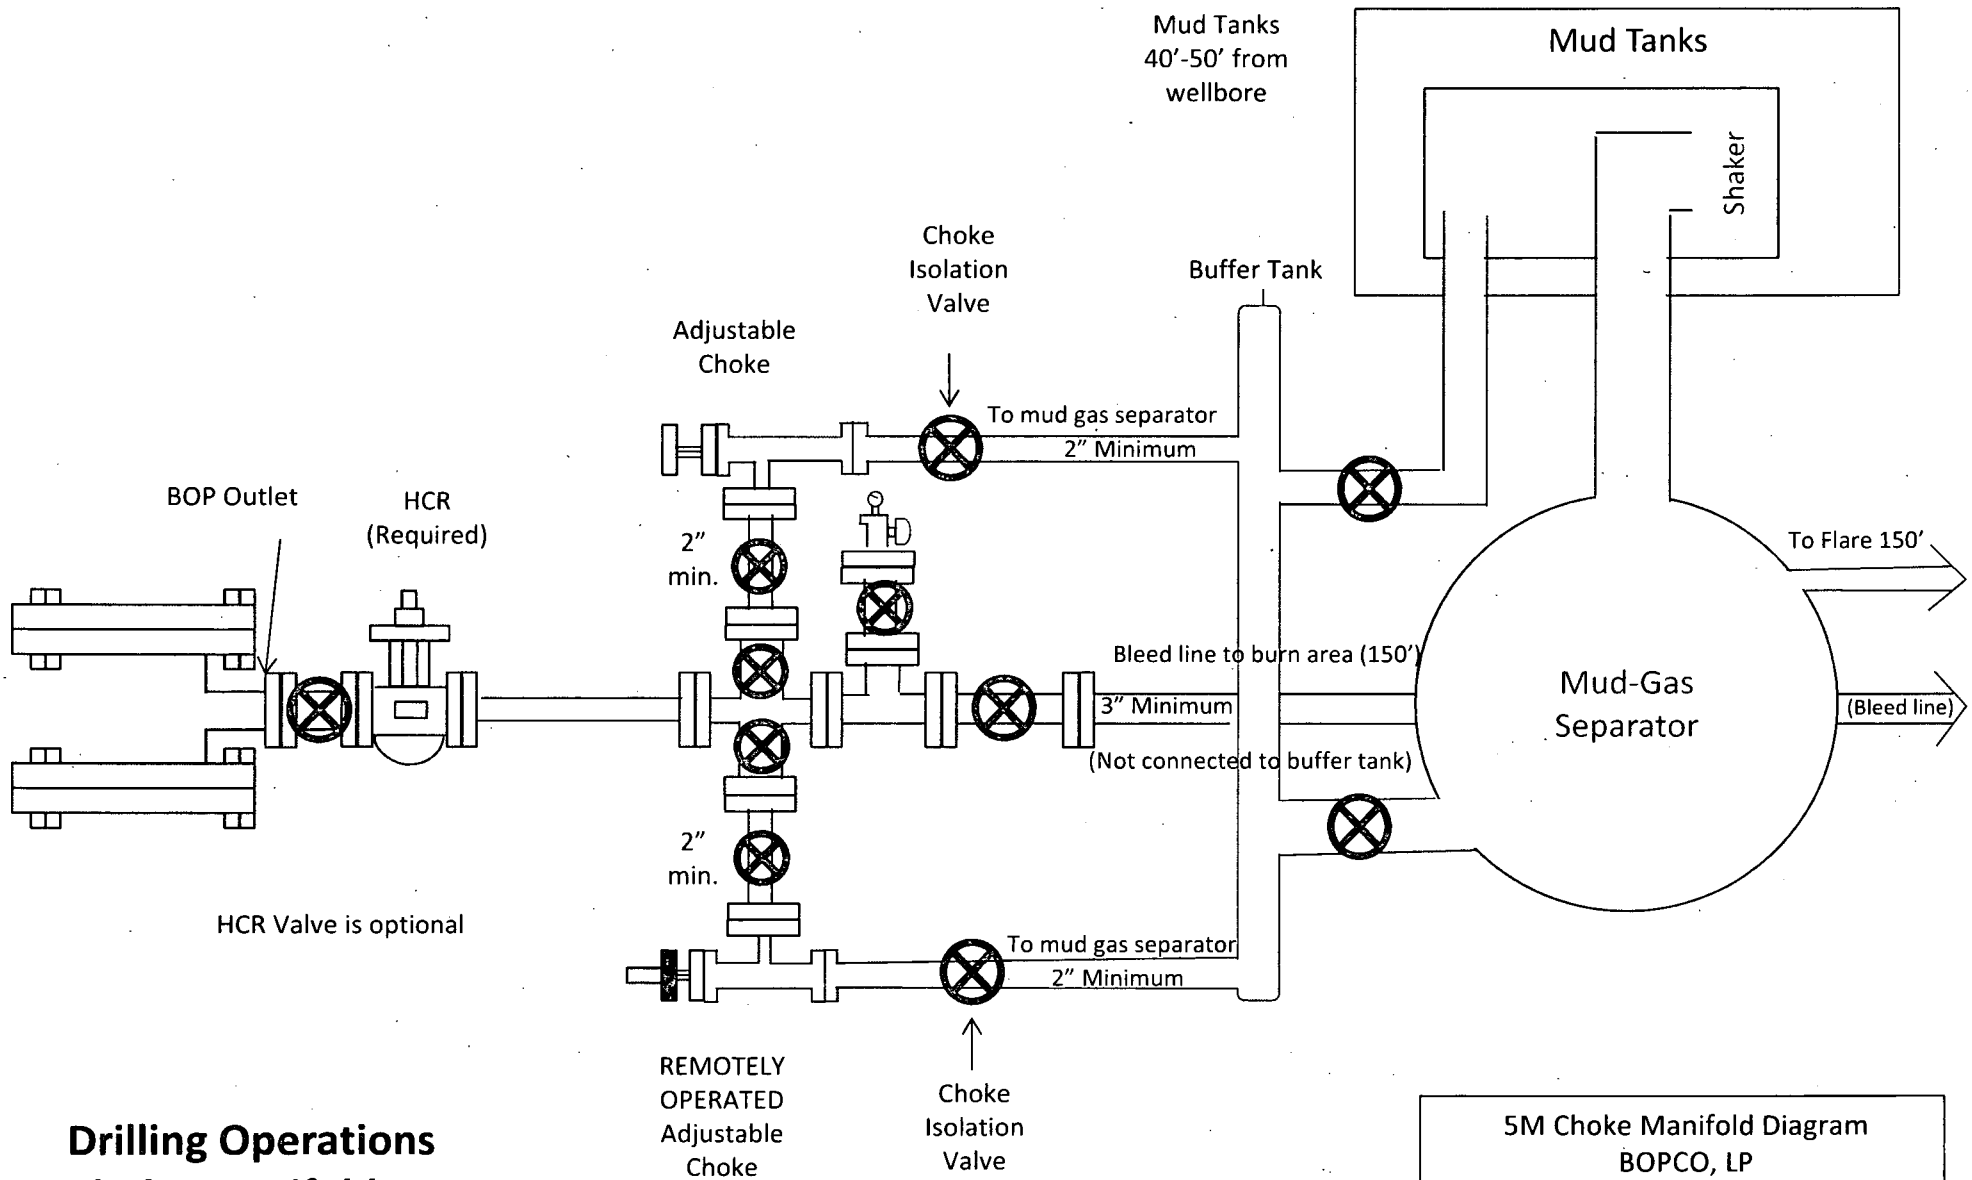 Mud Tanks
40'-50' from
wellbore
Mud Tanks
Shaker
Choke
Isolation
Valve
Buffer Tank
Adjustable
Choke
To mud gas separator
2" Minimum
BOP Outlet
HCR
(Required)
2"
min.
To Flare 150'
Bleed line to burn area (150')
3" Minimum
(Not connected to buffer tank)
Mud-Gas
Separator
(Bleed line)
2"
min.
HCR Valve is optional
To mud gas separator
2" Minimum
REMOTELY
OPERATED
Adjustable
Choke
Choke
Isolation
Valve
Drilling Operations
5M Choke Manifold Diagram
BOPCO, LP